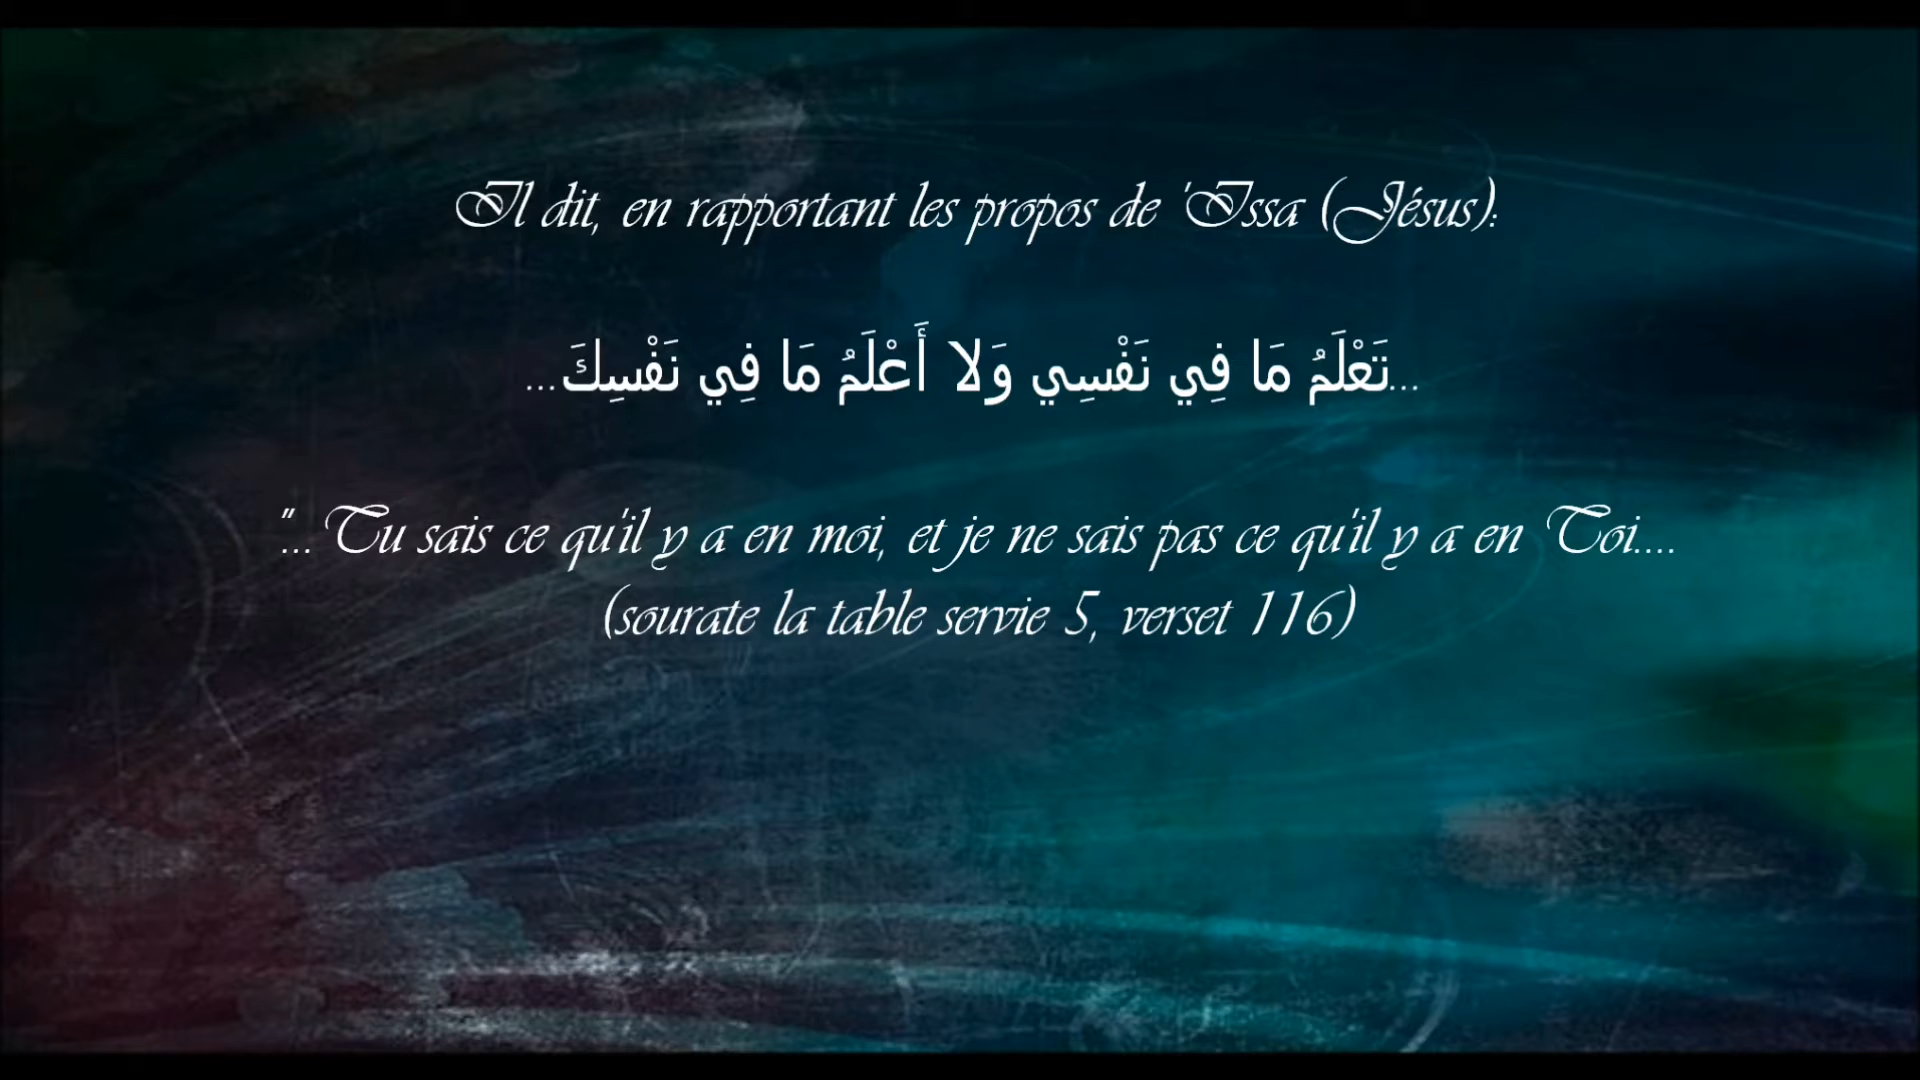 Il dit, en rapportant les propos de 'Issa (Jésus):
...تَعْلَمُ مَا فِي نَفْسِي وَلا أَعْلَمُ مَا فِي نَفْسِكَ...
"...Tu sais ce qu'il y a en moi, et je ne sais pas ce qu'il y a en Toi....
(sourate la table servie 5, verset 116)